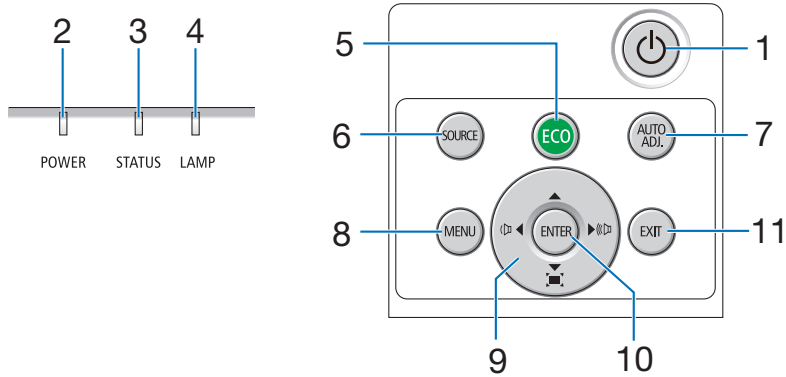 2 3 4
POWER STATUS LAMP
5
1
6
SOURCE
ECO
AUTO
ADJ.
7
8
MENU
ENTER
EXIT
11
9
10